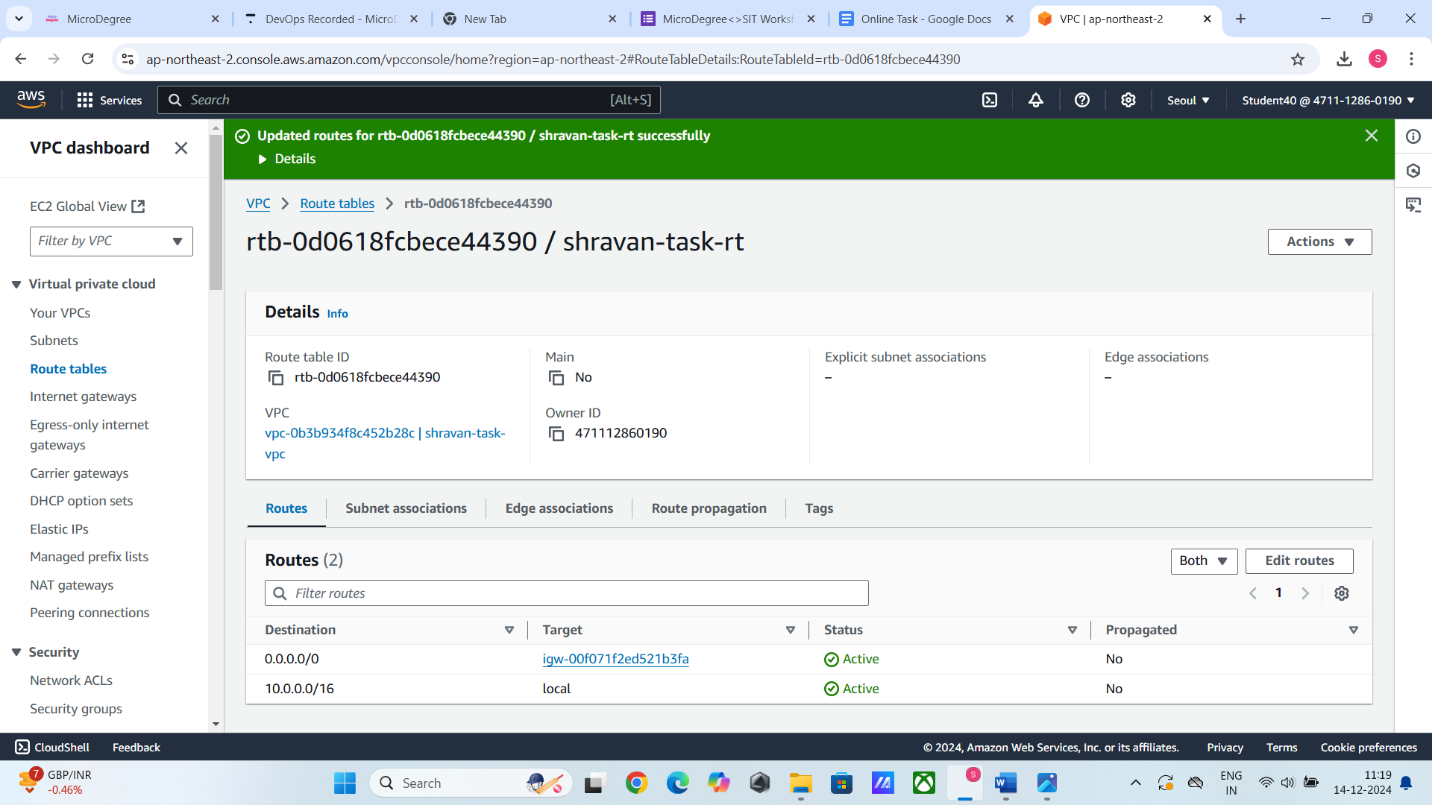 MicroDegree
DevOps Recorded - MicroD
New Tab
MicroDegree<>SIT Worksh
Online Task - Google Docs
VPC | ap-northeast-2
ap-northeast-2.console.aws.amazon.com/vpcconsole/home?region=ap-northeast-2#RouteTableDetails:RouteTableId=rtb-0d0618fcbece44390
S
aws
Services
Search
[Alt+S]
Seoul
Student40 @ 4711-1286-0190
VPC dashboard
EC2 Global View
Filter by VPC
Virtual private cloud
Your VPCs
Subnets
Route tables
Internet gateways
Egress-only internet
gateways
Carrier gateways
DHCP option sets
Elastic IPs
Managed prefix lists
NAT gateways
Peering connections
Security
Network ACLs
Security groups
Updated routes for rtb-0d0618fcbece44390 / shravan-task-rt successfully
Details
VPC > Route tables > rtb-0d0618fcbece44390
rtb-0d0618fcbece44390 / shravan-task-rt
Actions
Details Info
Route table ID
rtb-0d0618fcbece44390
Main
No
Explicit subnet associations
–
Edge associations
–
VPC
vpc-0b3b934f8c452b28c | shravan-task-
vpc
Owner ID
471112860190
Routes
Subnet associations
Edge associations
Route propagation
Tags
Routes (2)
Both
Edit routes
Filter routes
1
Destination
Target
Status
Propagated
0.0.0.0/0
igw-00f071f2ed521b3fa
Active
No
10.0.0.0/16
local
Active
No
CloudShell
Feedback
© 2024, Amazon Web Services, Inc. or its affiliates.
Privacy
Terms
Cookie preferences
7
GBP/INR
-0.46%
Search
S
ENG
IN
11:19
14-12-2024